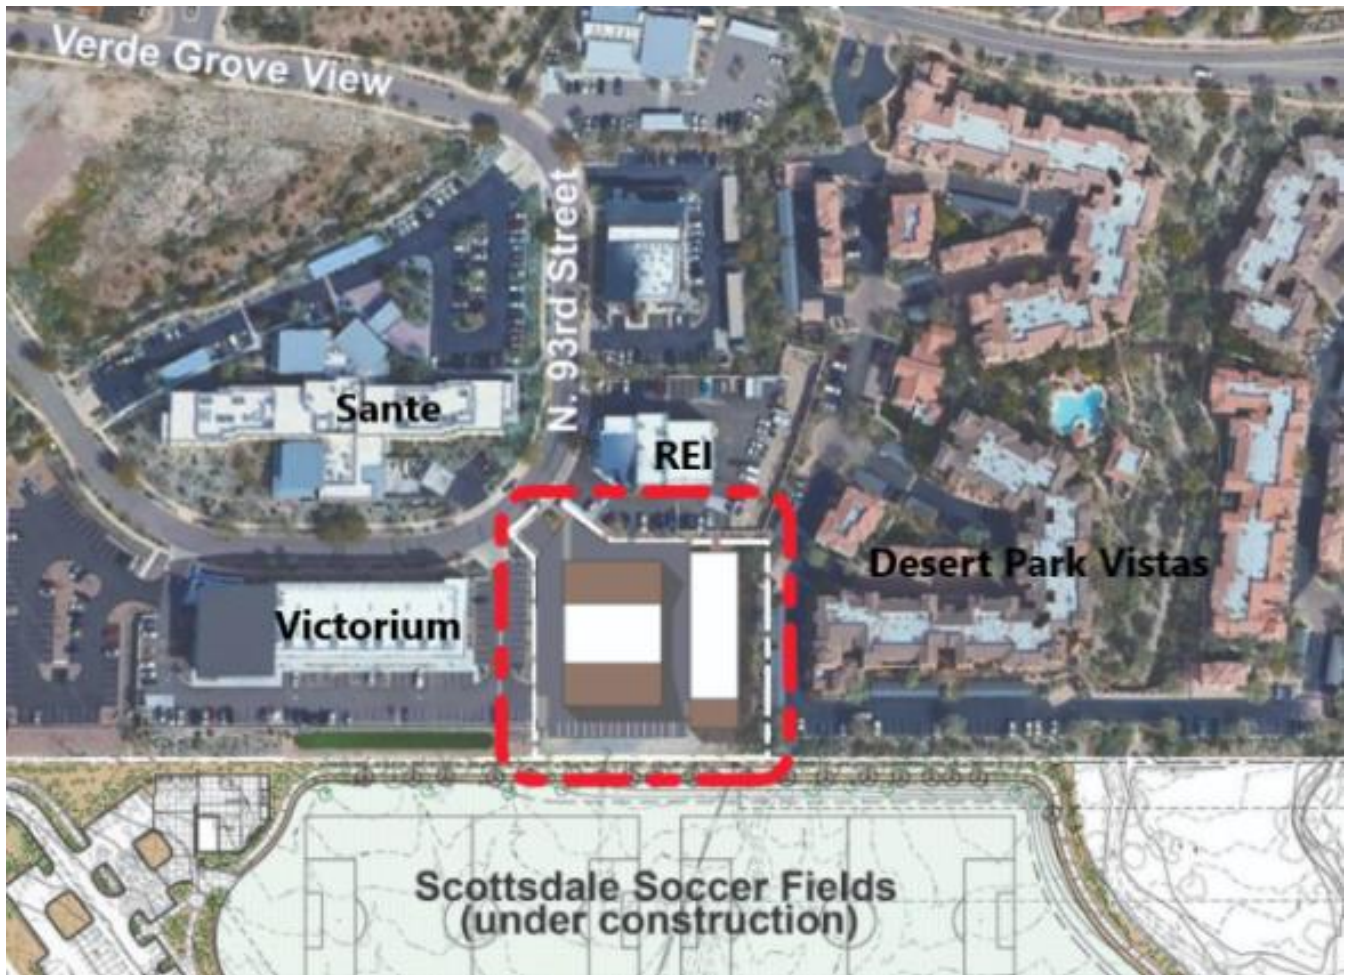 Verde Grove View
N. 93rd Street
Sante
REI
Desert Park Vistas
Victorium
Scottsdale Soccer Fields
(under construction)